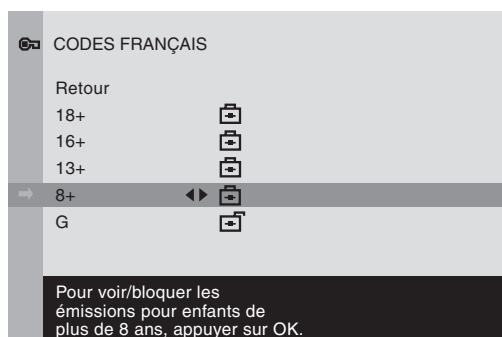 CODES FRANÇAIS
Retour
18+
16+
13+
8+
G
Pour voir/bloquer les
émissions pour enfants de
plus de 8 ans, appuyer sur OK.